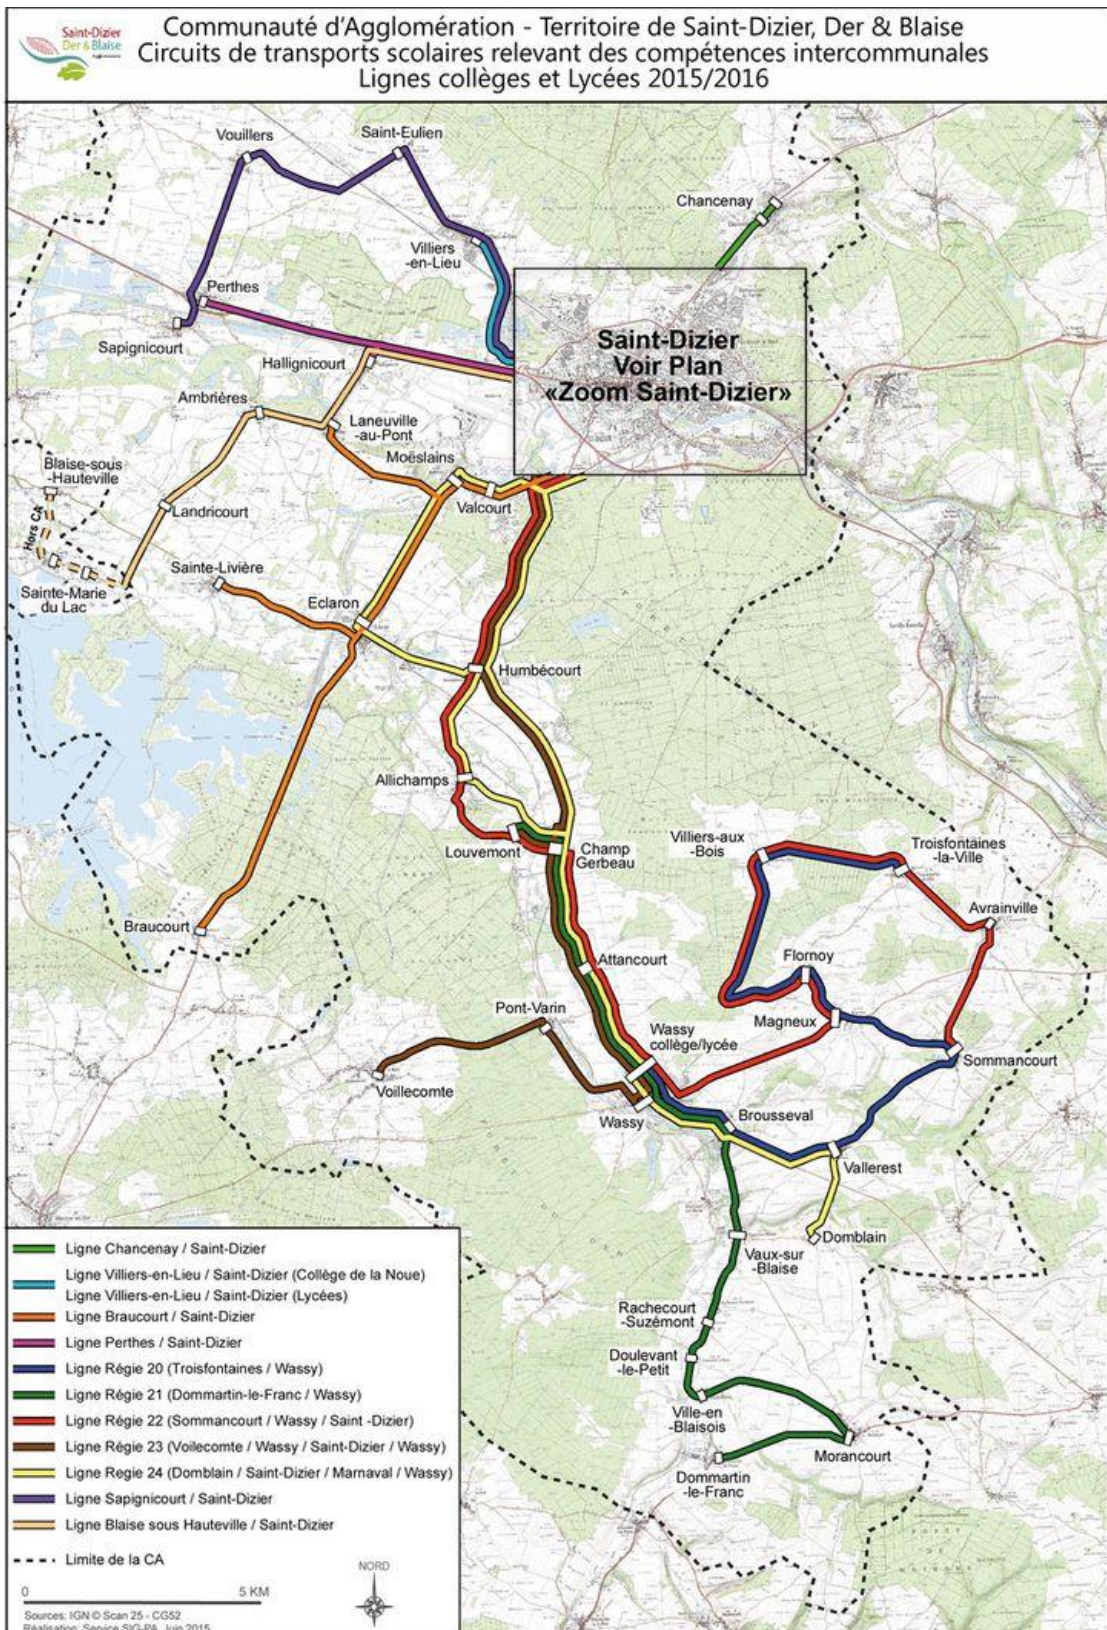 Saint-Dizier
Der & Blaise
Communauté d'Agglomération - Territoire de Saint-Dizier, Der & Blaise
Circuits de transports scolaires relevant des compétences intercommunales
Lignes collèges et Lycées 2015/2016
Vouillers
Saint-Eulien
Chancenay
Villiers
-en-Lieu
Perthes
Sapignicourt
Hallignicourt
Saint-Dizier
Voir Plan
«Zoom Saint-Dizier»
Ambrières
Laneuville
-au-Pont
Moëslains
Blaise-sous
-Hauteville
Valcourt
Landricourt
Hors CA
Sainte-Livière
Sainte-Marie
du Lac
Eclaron
Humbécourt
Allichamps
Louvemont
Champ
Gerbeau
Villiers-aux
-Bois
Troisfontaines
-la-Ville
Braucourt
Avrainville
Attancourt
Flornoy
Pont-Varin
Magneux
Wassy
collège/lycée
Sommancourt
Voillecomte
Wassy
Brousseval
Vallerest
Domblain
Vaux-sur
-Blaise
Rachecourt
-Suzémont
Doulevant
-le-Petit
Ville-en
-Blaisois
Morancourt
Dommartin
-le-Franc
Ligne Chancenay / Saint-Dizier
Ligne Villiers-en-Lieu / Saint-Dizier (Collège de la Noue)
Ligne Villiers-en-Lieu / Saint-Dizier (Lycées)
Ligne Braucourt / Saint-Dizier
Ligne Perthes / Saint-Dizier
Ligne Régie 20 (Troisfontaines / Wassy)
Ligne Régie 21 (Dommartin-le-Franc / Wassy)
Ligne Régie 22 (Sommancourt / Wassy / Saint -Dizier)
Ligne Régie 23 (Voilecomte / Wassy / Saint-Dizier / Wassy)
Ligne Regie 24 (Domblain / Saint-Dizier / Marnaval / Wassy)
Ligne Sapignicourt / Saint-Dizier
Ligne Blaise sous Hauteville / Saint-Dizier
Limite de la CA
NORD
0 5 KM
Sources: IGN © Scan 25 - CG52
Réalisation: Service SIG-PA, Juin 2015